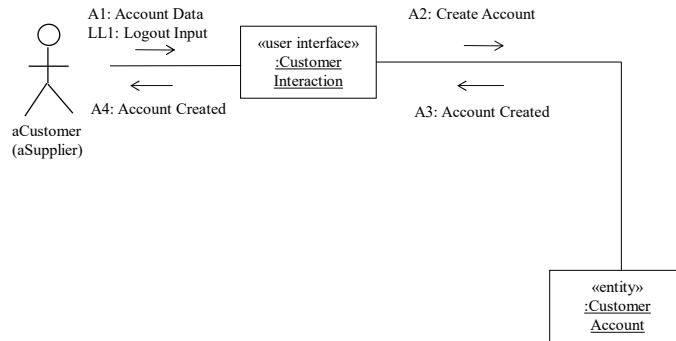 A1: Account Data
LL1: Logout Input
A4: Account Created
aCustomer
(aSupplier)
«user interface»
:Customer
Interaction
A2: Create Account
A3: Account Created
«entity»
:Customer
Account